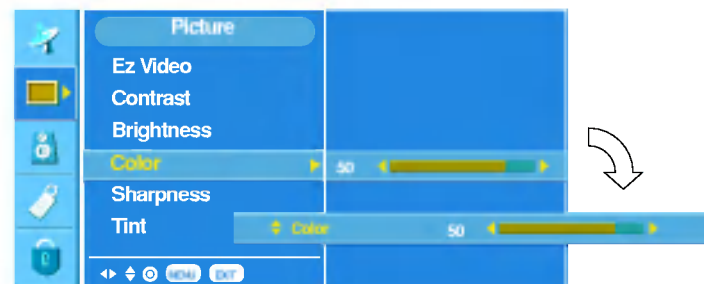 Picture
Ez Video
Contrast
Brightness
Color 50
Sharpness
Tint
Color 50
MENU EXIT